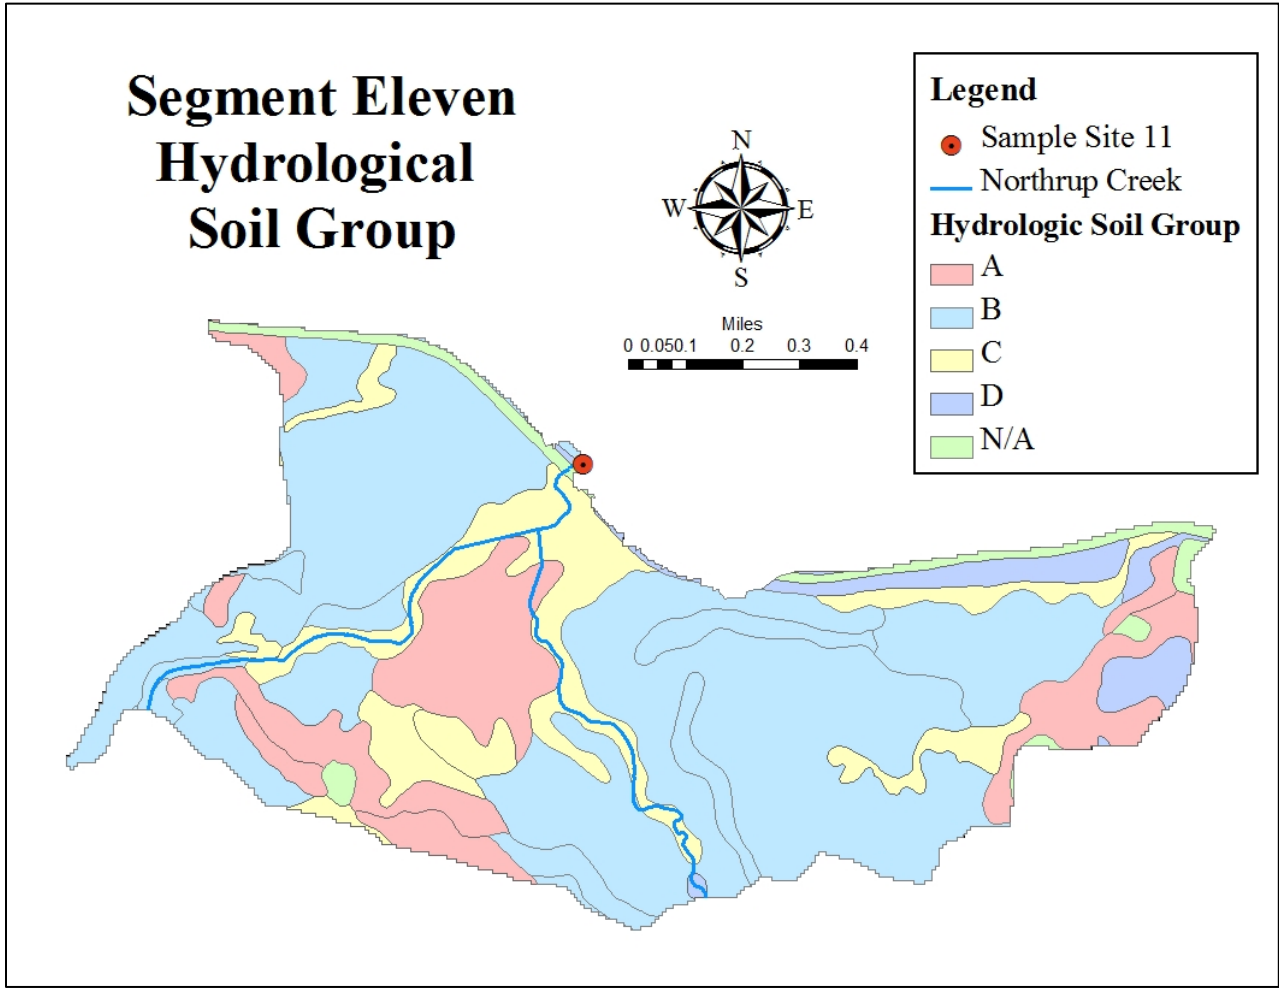 Segment Eleven
Hydrological
Soil Group
N
W E
S
Miles
0 0.050.1 0.2 0.3 0.4
Legend
Sample Site 11
Northrup Creek
Hydrologic Soil Group
A
B
C
D
N/A